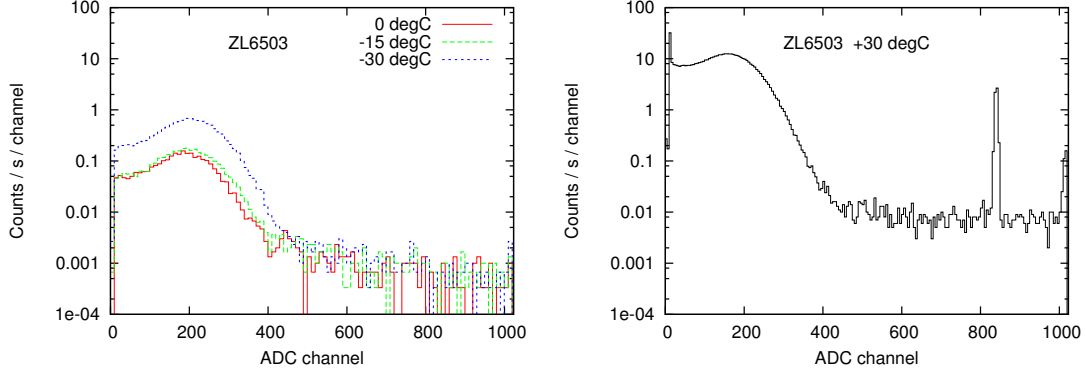 100
10
1
0.1
0.01
0.001
1e-04
Counts / s / channel
ZL6503
0 degC
-15 degC
-30 degC
0 200 400 600 800 1000
ADC channel
100
10
1
0.1
0.01
0.001
1e-04
Counts / s / channel
ZL6503 +30 degC
0 200 400 600 800 1000
ADC channel